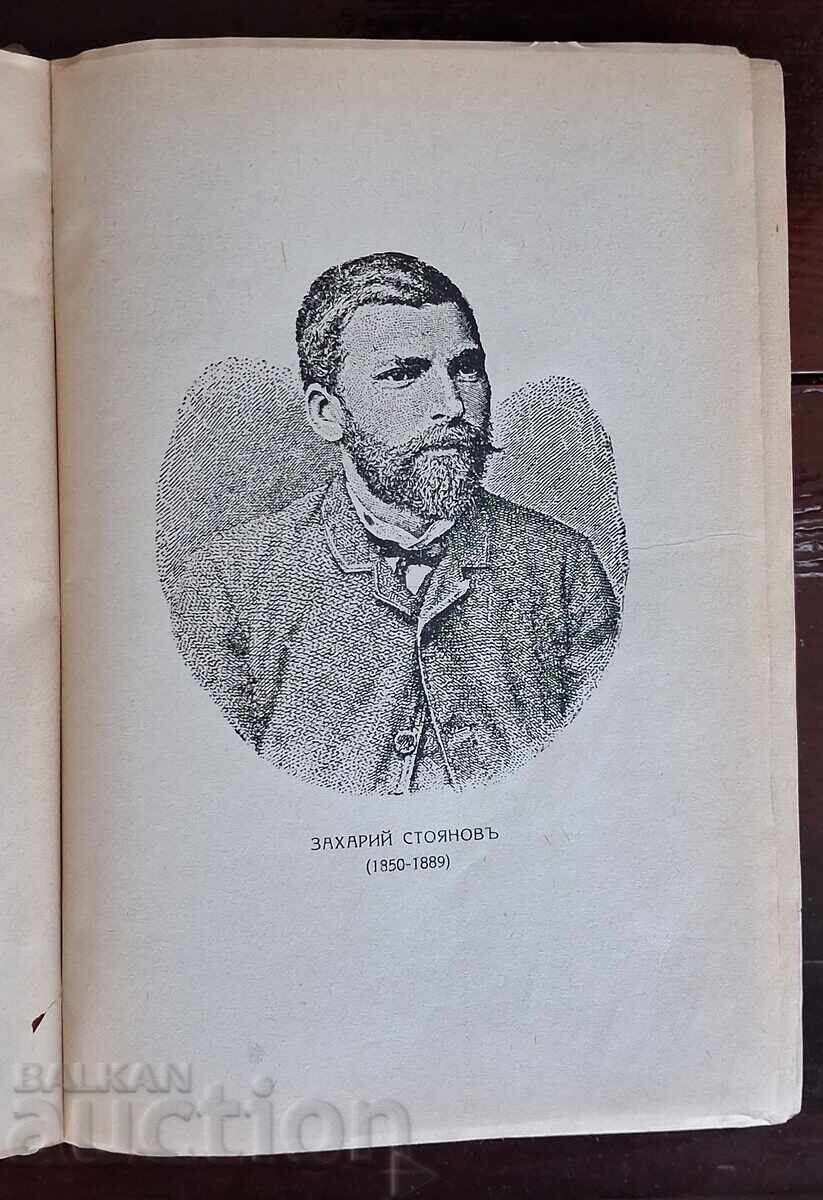 ЗАХАРИЙ СТОЯНОВЪ
(1850-1889)
BALKAN
auction